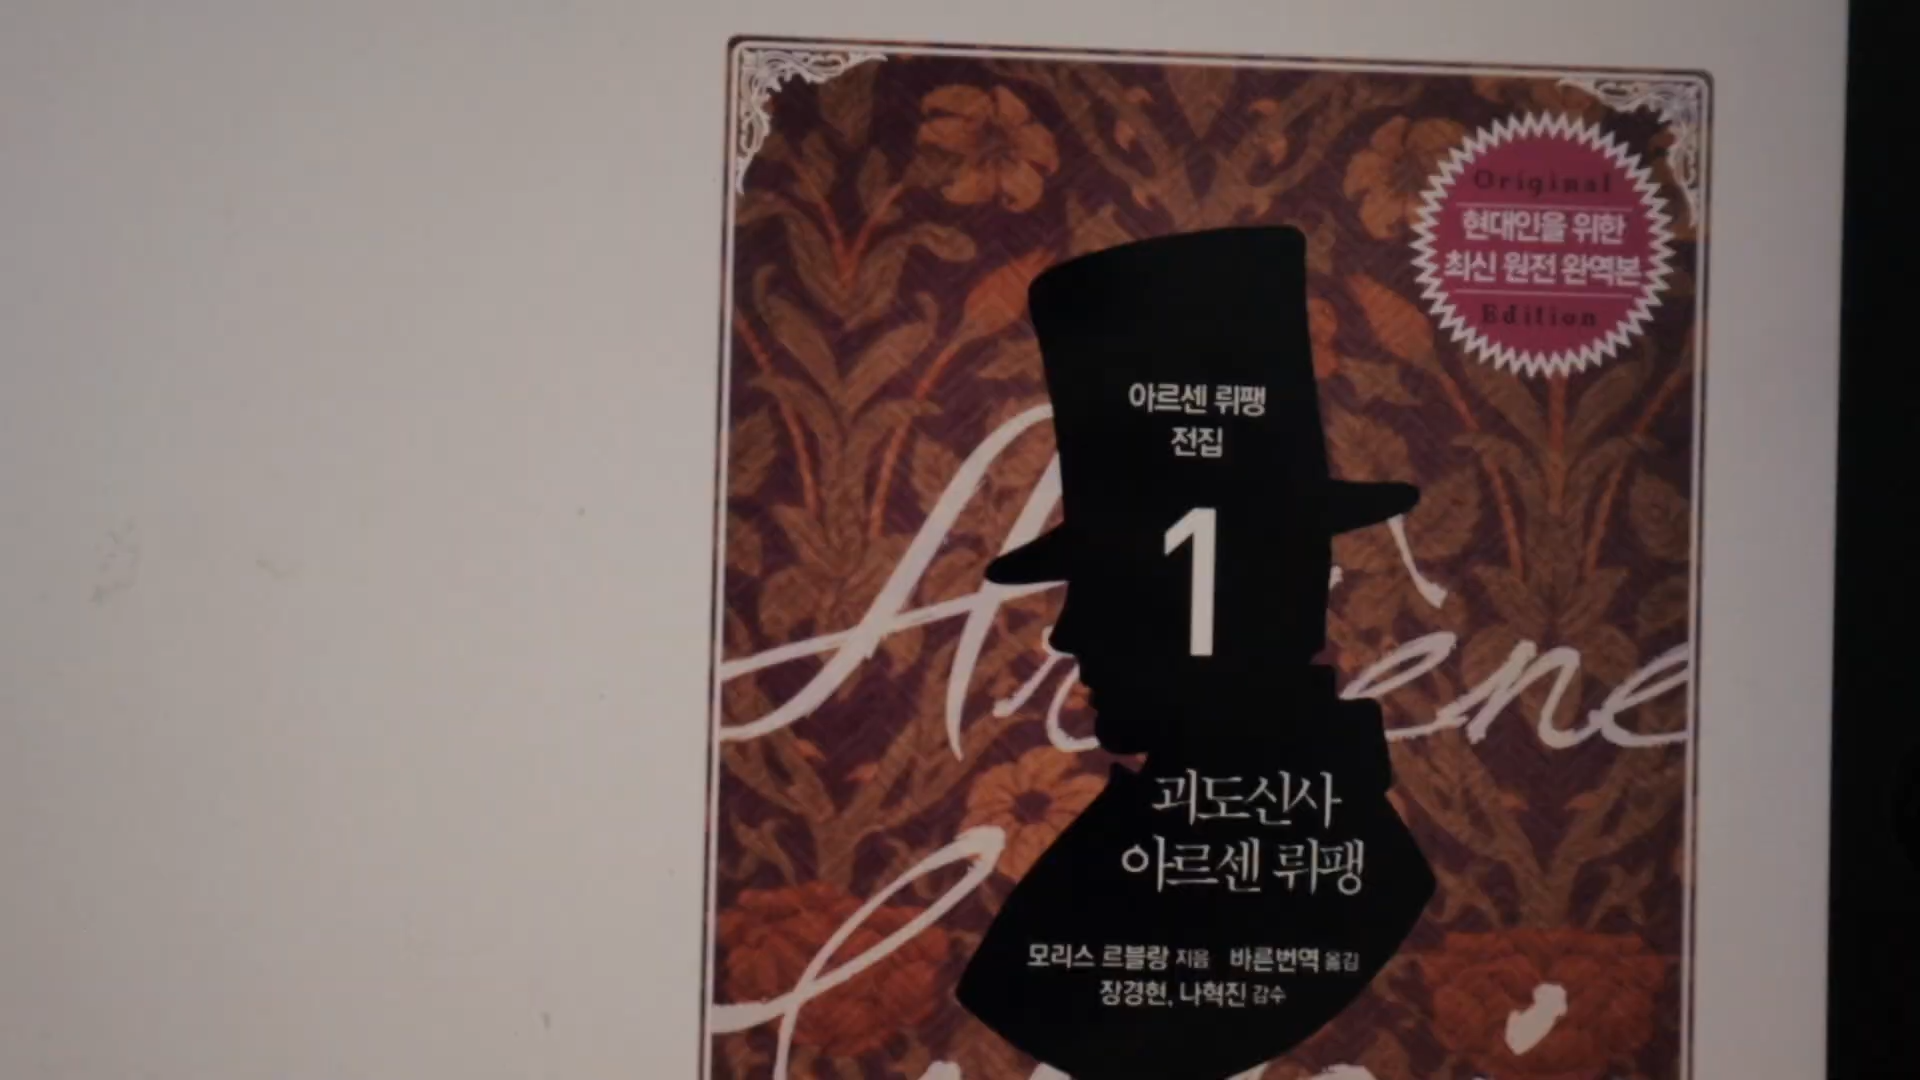 Original
현대인을 위한
최신 원전 완역본
Edition
아르센 뤼팽
전집
1
Arsène
괴도신사
아르센 뤼팽
모리스 르블랑 지음 바른번역 옮김
장경현, 나혁진 감수